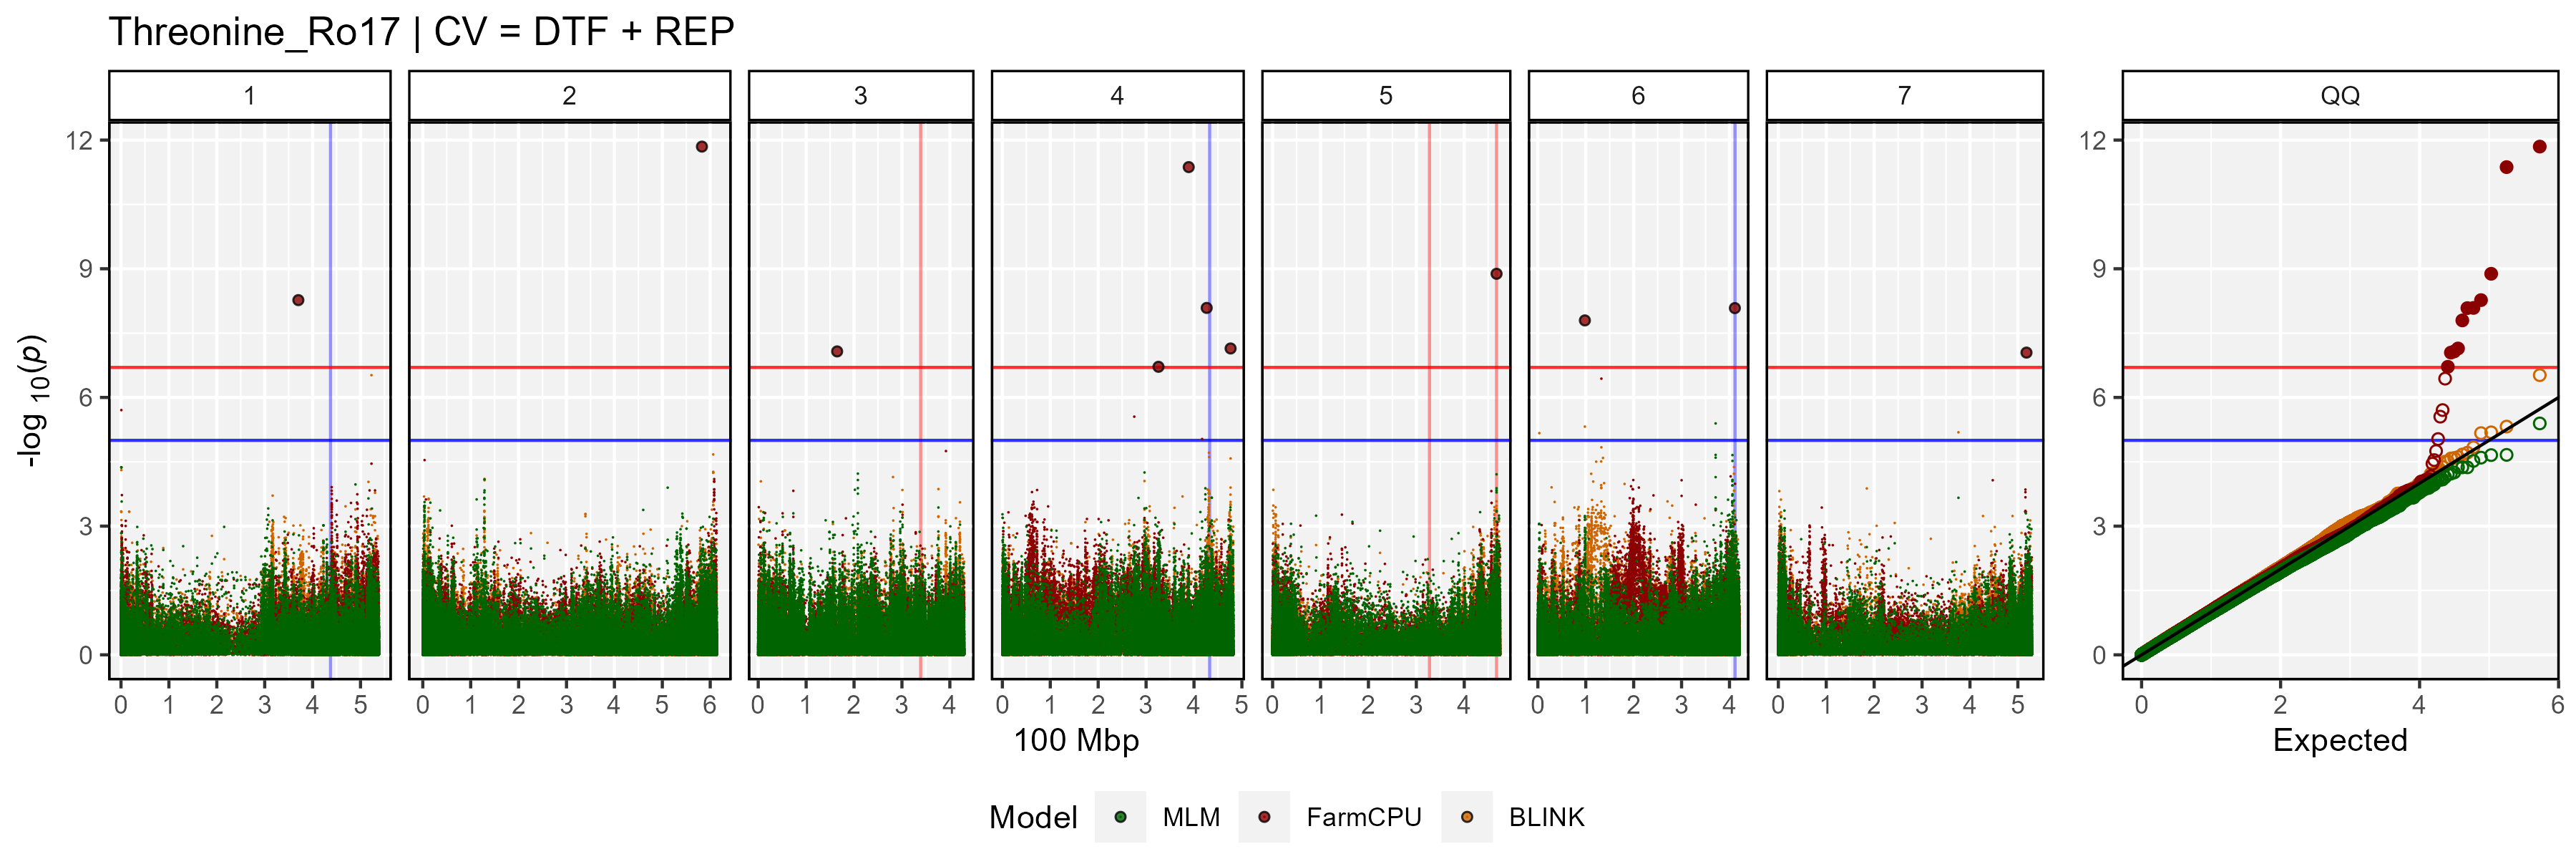 Threonine_Ro17 | CV = DTF + REP
1 2 3 4 5 6 7 QQ
12 12
9 9
6 6
3 3
0 0
-log 10(p)
0 1 2 3 4 5 0 1 2 3 4 5 6 0 1 2 3 4 0 1 2 3 4 5 0 1 2 3 4 0 1 2 3 4 0 1 2 3 4 5 0 2 4 6
100 Mbp Expected
Model MLM FarmCPU BLINK